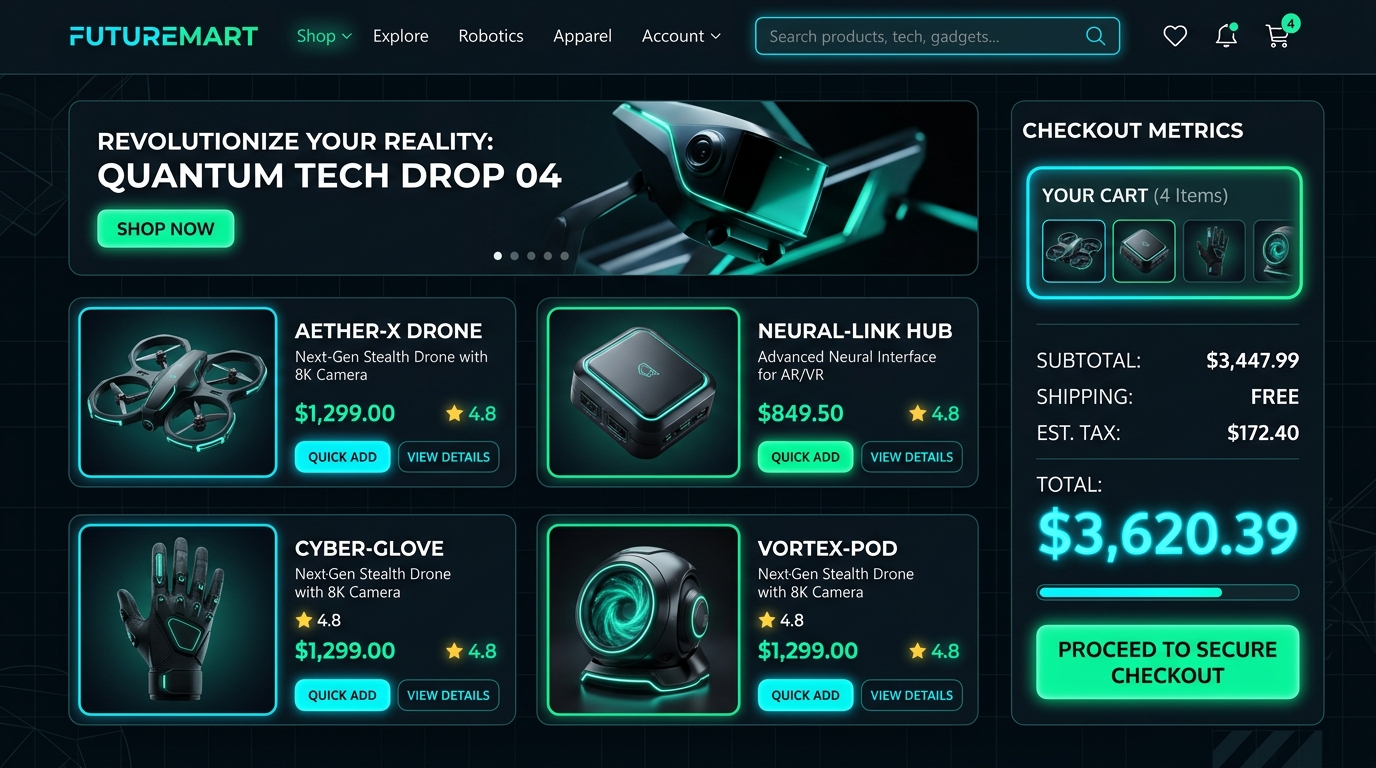 FUTUREMART
Shop
Explore
Robotics
Apparel
Account
Search products, tech, gadgets...
4
REVOLUTIONIZE YOUR REALITY:
QUANTUM TECH DROP 04
SHOP NOW
AETHER-X DRONE
Next-Gen Stealth Drone with
8K Camera
$1,299.00
4.8
QUICK ADD
VIEW DETAILS
NEURAL-LINK HUB
Advanced Neural Interface
for AR/VR
$849.50
4.8
QUICK ADD
VIEW DETAILS
CYBER-GLOVE
Next-Gen Stealth Drone
with 8K Camera
4.8
$1,299.00
4.8
QUICK ADD
VIEW DETAILS
VORTEX-POD
Next-Gen Stealth Drone
with 8K Camera
4.8
$1,299.00
4.8
QUICK ADD
VIEW DETAILS
CHECKOUT METRICS
YOUR CART (4 Items)
SUBTOTAL: $3,447.99
SHIPPING: FREE
EST. TAX: $172.40
TOTAL:
$3,620.39
PROCEED TO SECURE
CHECKOUT